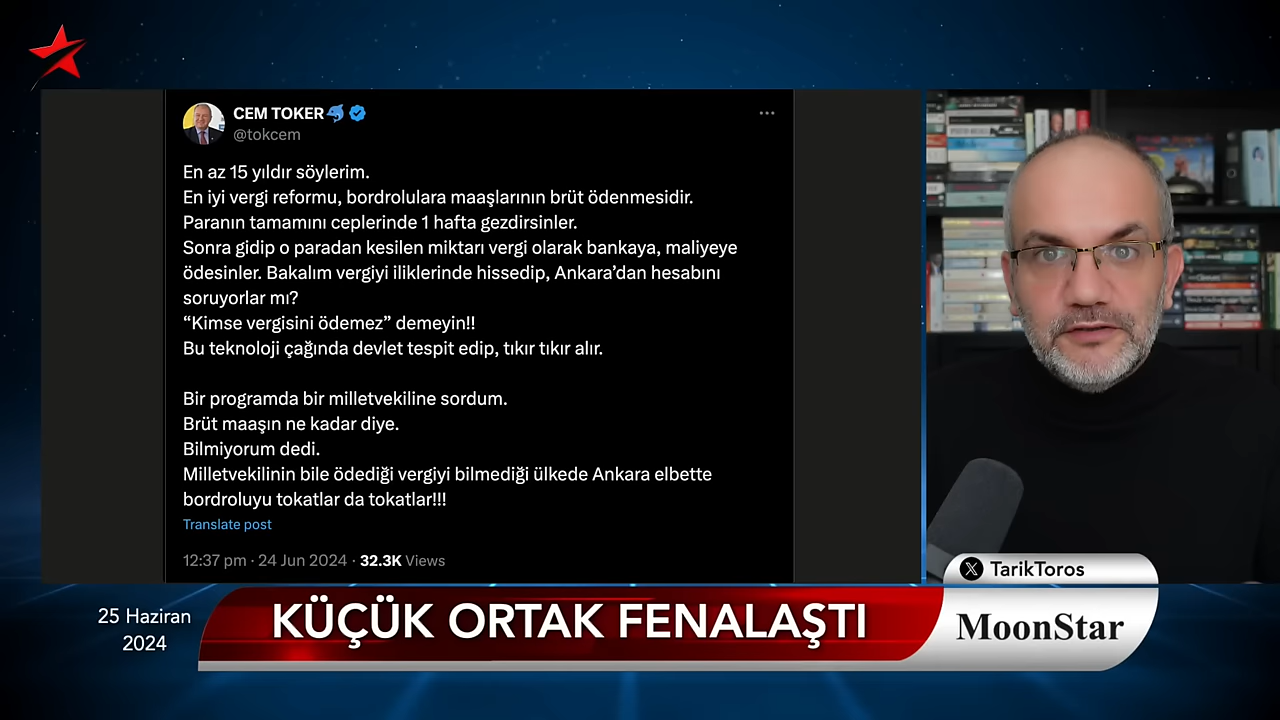 CEM TOKER
@tokcem
En az 15 yıldır söylerim.
En iyi vergi reformu, bordrolulara maaşlarının brüt ödenmesidir.
Paranın tamamını ceplerinde 1 hafta gezdirsinler.
Sonra gidip o paradan kesilen miktarı vergi olarak bankaya, maliyeye
ödesinler. Bakalım vergiyi iliklerinde hissedip, Ankara’dan hesabını
soruyorlar mı?
“Kimse vergisini ödemez” demeyin!!
Bu teknoloji çağında devlet tespit edip, tıkır tıkır alır.
Bir programda bir milletvekiline sordum.
Brüt maaşın ne kadar diye.
Bilmiyorum dedi.
Milletvekilinin bile ödediği vergiyi bilmediği ülkede Ankara elbette
bordroluyu tokatlar da tokatlar!!!
Translate post
12:37 pm · 24 Jun 2024 · 32.3K Views
TarikToros
25 Haziran
2024
KÜÇÜK ORTAK FENALAŞTI
MoonStar